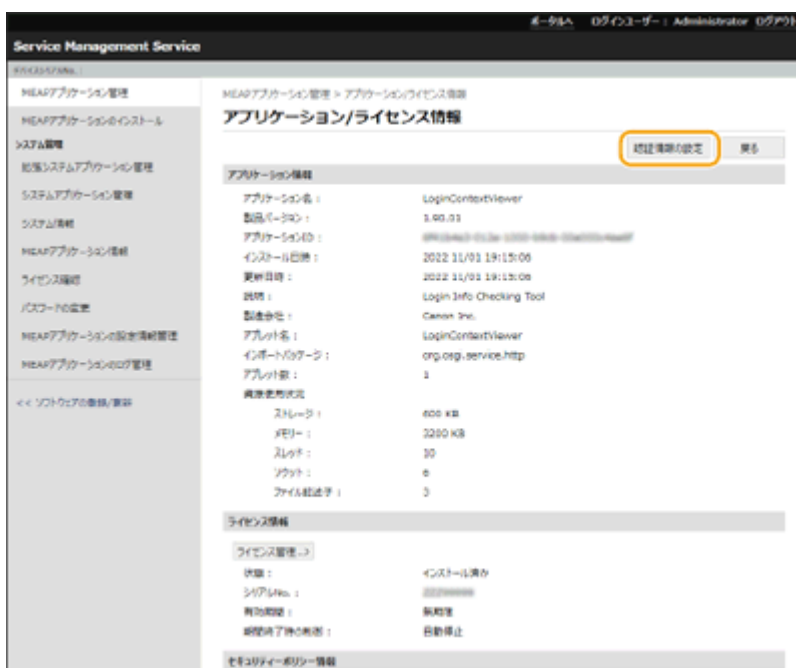 ポータルへ ログインユーザー: Administrator ログアウト
Service Management Service
デバイスシリアルNo.:
MEAPアプリケーション管理
MEAPアプリケーションのインストール
システム管理
拡張システムアプリケーション管理
システムアプリケーション管理
システム情報
MEAPアプリケーション情報
ライセンス確認
パスワードの変更
MEAPアプリケーションの設定情報管理
MEAPアプリケーションのログ管理
<< ソフトウェアの登録/更新
MEAPアプリケーション管理 > アプリケーション/ライセンス情報
アプリケーション/ライセンス情報
認証情報の設定 戻る
アプリケーション情報
アプリケーション名: LoginContextViewer
製品バージョン: 1.90.01
アプリケーションID:
インストール日時: 2022 11/01 19:15:06
更新日時: 2022 11/01 19:15:06
説明: Login Info Checking Tool
製造会社: Canon Inc.
アプレット名: LoginContextViewer
インポートパッケージ: org.osgi.service.http
アプレット数: 1
資源使用状況
ストレージ: 600 KB
メモリー: 3200 KB
スレッド: 10
ソケット: 6
ファイル記述子: 3
ライセンス情報
ライセンス管理...>
状態: インストール済み
シリアルNo.:
有効期間: 無期限
期間終了時の制御: 自動停止
セキュリティーポリシー情報